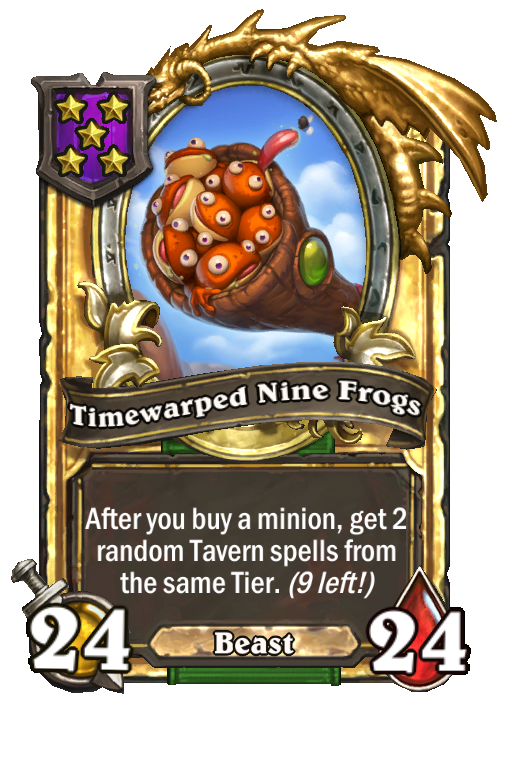 Timewarped Nine Frogs
After you buy a minion, get 2
random Tavern spells from
the same Tier. (9 left!)
24 Beast 24